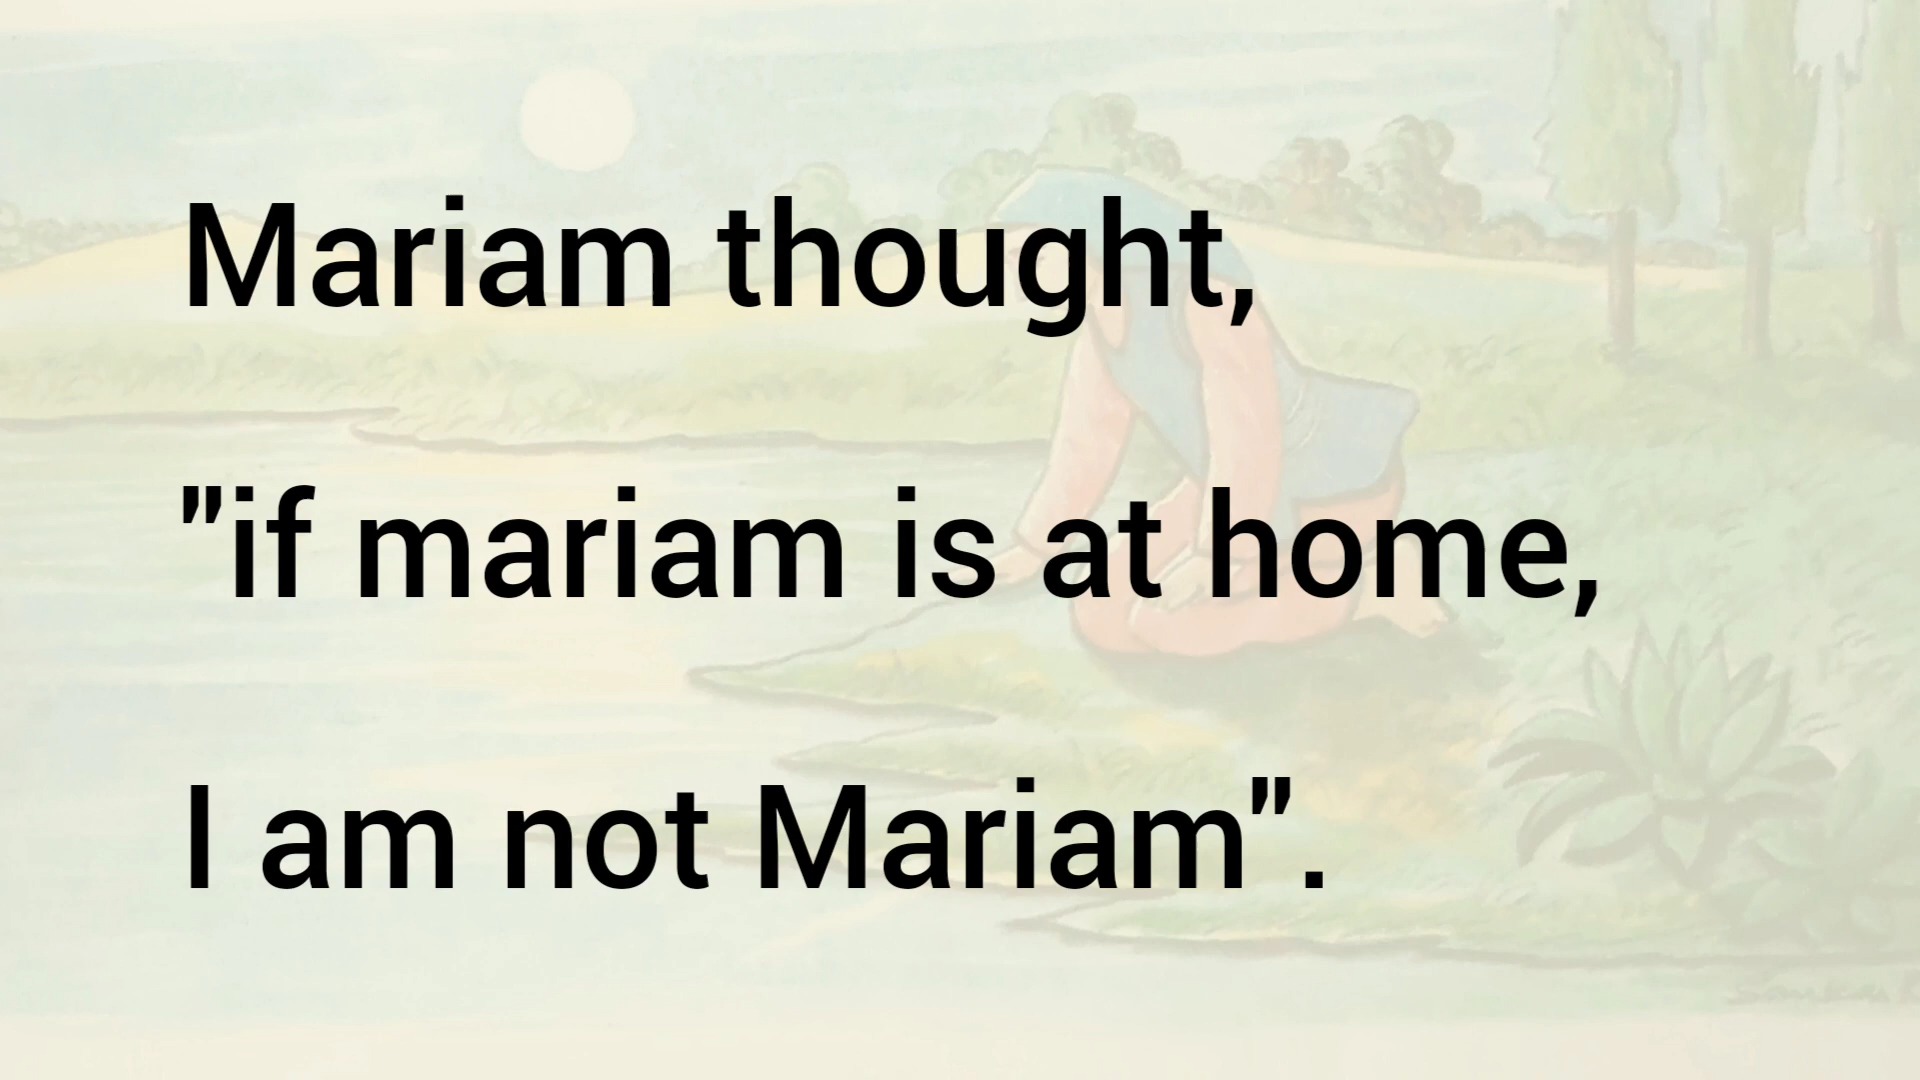 Mariam thought,
"if mariam is at home,
I am not Mariam".